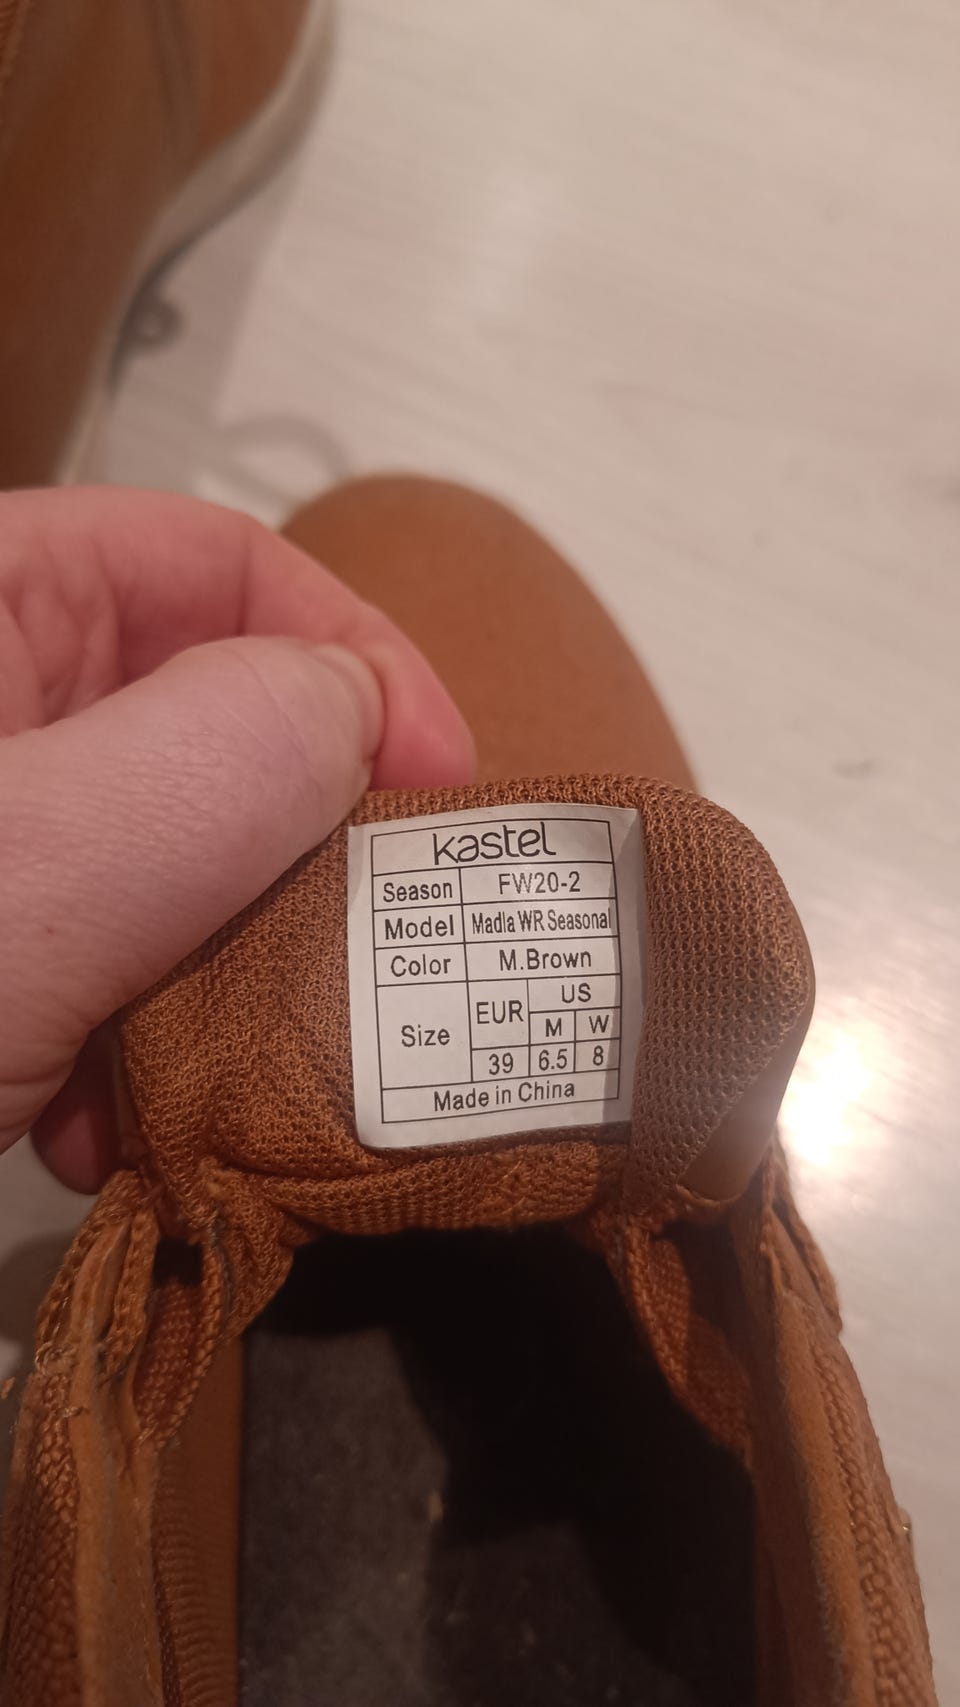 kastel
Season FW20-2
Model Madla WR Seasonal
Color M.Brown
Size EUR US
M W
39 6.5 8
Made in China